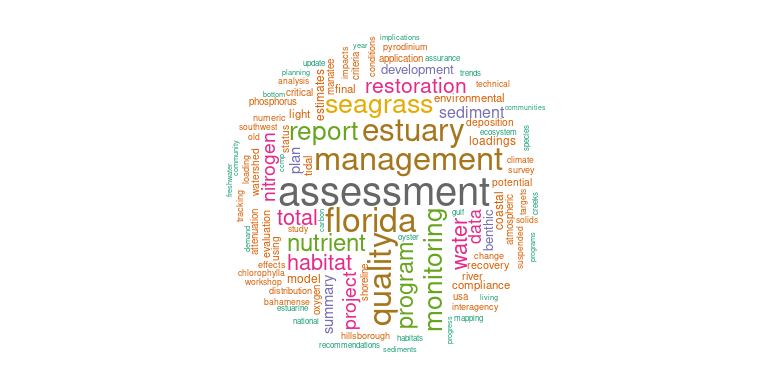 implications
year
pyrodinium
conditions
criteria
impacts
application
assurance
update
manatee
development
trends
planning
analysis
restoration
technical
bottom
critical
estimates
final
seagrass
environmental
communities
phosphorus
numeric
light
sediment
deposition
southwest
report
estuary
ecosystem
species
old
status
loadings
nitrogen
plan
tidal
management
climate
survey
community
freshwater
loading
watershed
ccmp
assessment
potential
targets
creeks
tracking
total
carbon
florida
gulf
coastal
atmospheric
solids
study
water
data
benthic
suspended
programs
demand
attenuation
evaluation
using
nutrient
quality
oyster
program
monitoring
change
effects
habitat
recovery
chlorophylla
workshop
model
shoreline
river
compliance
distribution
oxygen
summary
project
usa
living
bahamense
estuarine
interagency
national
mapping
hillsborough
habitats
progress
recommendations
sediments